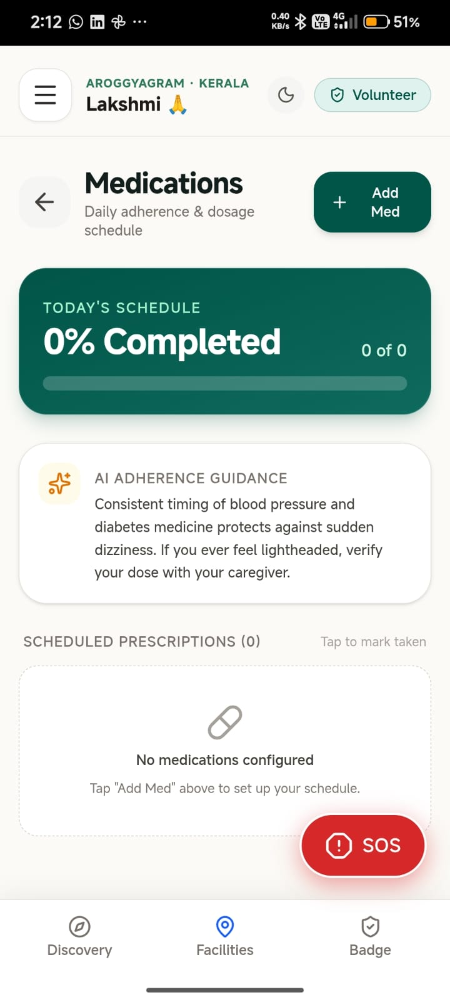 2:12
0.40 KB/s
Vo LTE
4G
51%
AROGGYAGRAM · KERALA
Lakshmi 🙏
Volunteer
Medications
Daily adherence & dosage
schedule
+ Add
Med
TODAY'S SCHEDULE
0% Completed
0 of 0
AI ADHERENCE GUIDANCE
Consistent timing of blood pressure and
diabetes medicine protects against sudden
dizziness. If you ever feel lightheaded, verify
your dose with your caregiver.
SCHEDULED PRESCRIPTIONS (0)
Tap to mark taken
No medications configured
Tap "Add Med" above to set up your schedule.
SOS
Discovery
Facilities
Badge